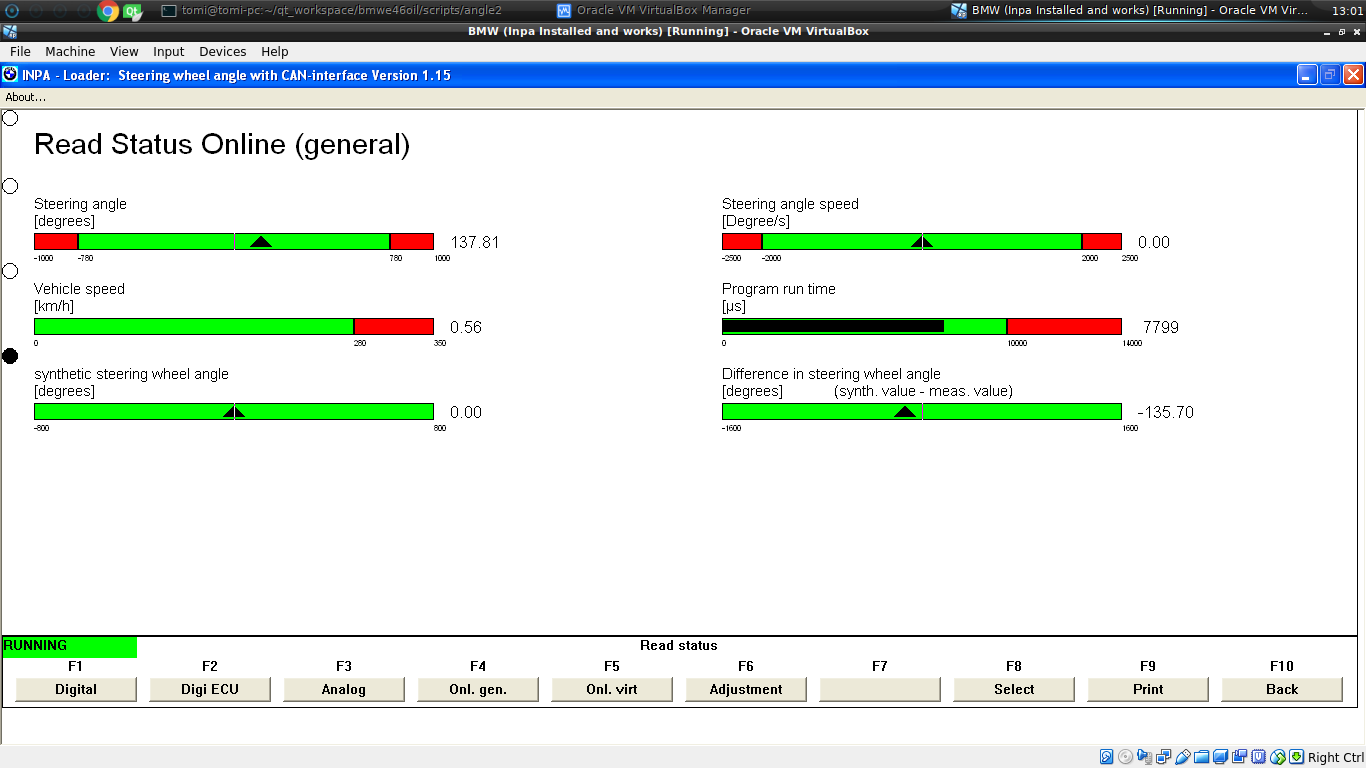 tomi@tomi-pc:~/qt_workspace/bmwe46oil/scripts/angle2
Oracle VM VirtualBox Manager
BMW (Inpa Installed and works) [Running] - Oracle VM Vir...
13:01
BMW (Inpa Installed and works) [Running] - Oracle VM VirtualBox
File Machine View Input Devices Help
INPA - Loader: Steering wheel angle with CAN-interface Version 1.15
About...
Read Status Online (general)
Steering angle
[degrees]
137.81
-1000 -780 780 1000
Steering angle speed
[Degree/s]
0.00
-2500 -2000 2000 2500
Vehicle speed
[km/h]
0.56
0 280 350
Program run time
[µs]
7799
0 10000 14000
synthetic steering wheel angle
[degrees]
0.00
-800 800
Difference in steering wheel angle
[degrees] (synth. value - meas. value)
-135.70
-1600 1600
RUNNING
Read status
F1 F2 F3 F4 F5 F6 F7 F8 F9 F10
Digital Digi ECU Analog Onl. gen. Onl. virt Adjustment Select Print Back
Right Ctrl